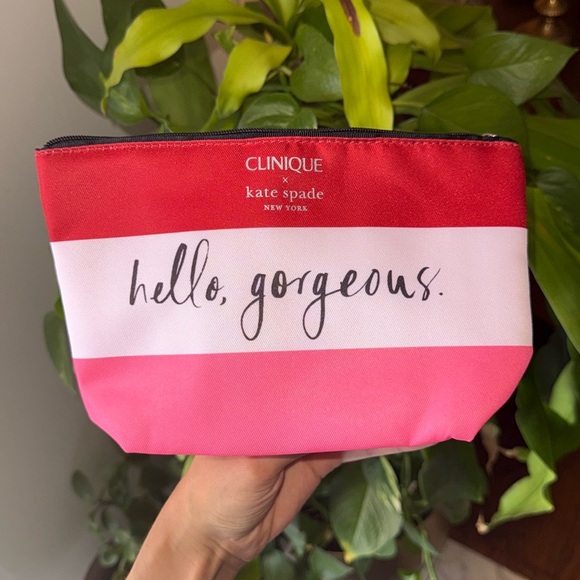 CLINIQUE
x
kate spade
NEW YORK
hello, gorgeous.